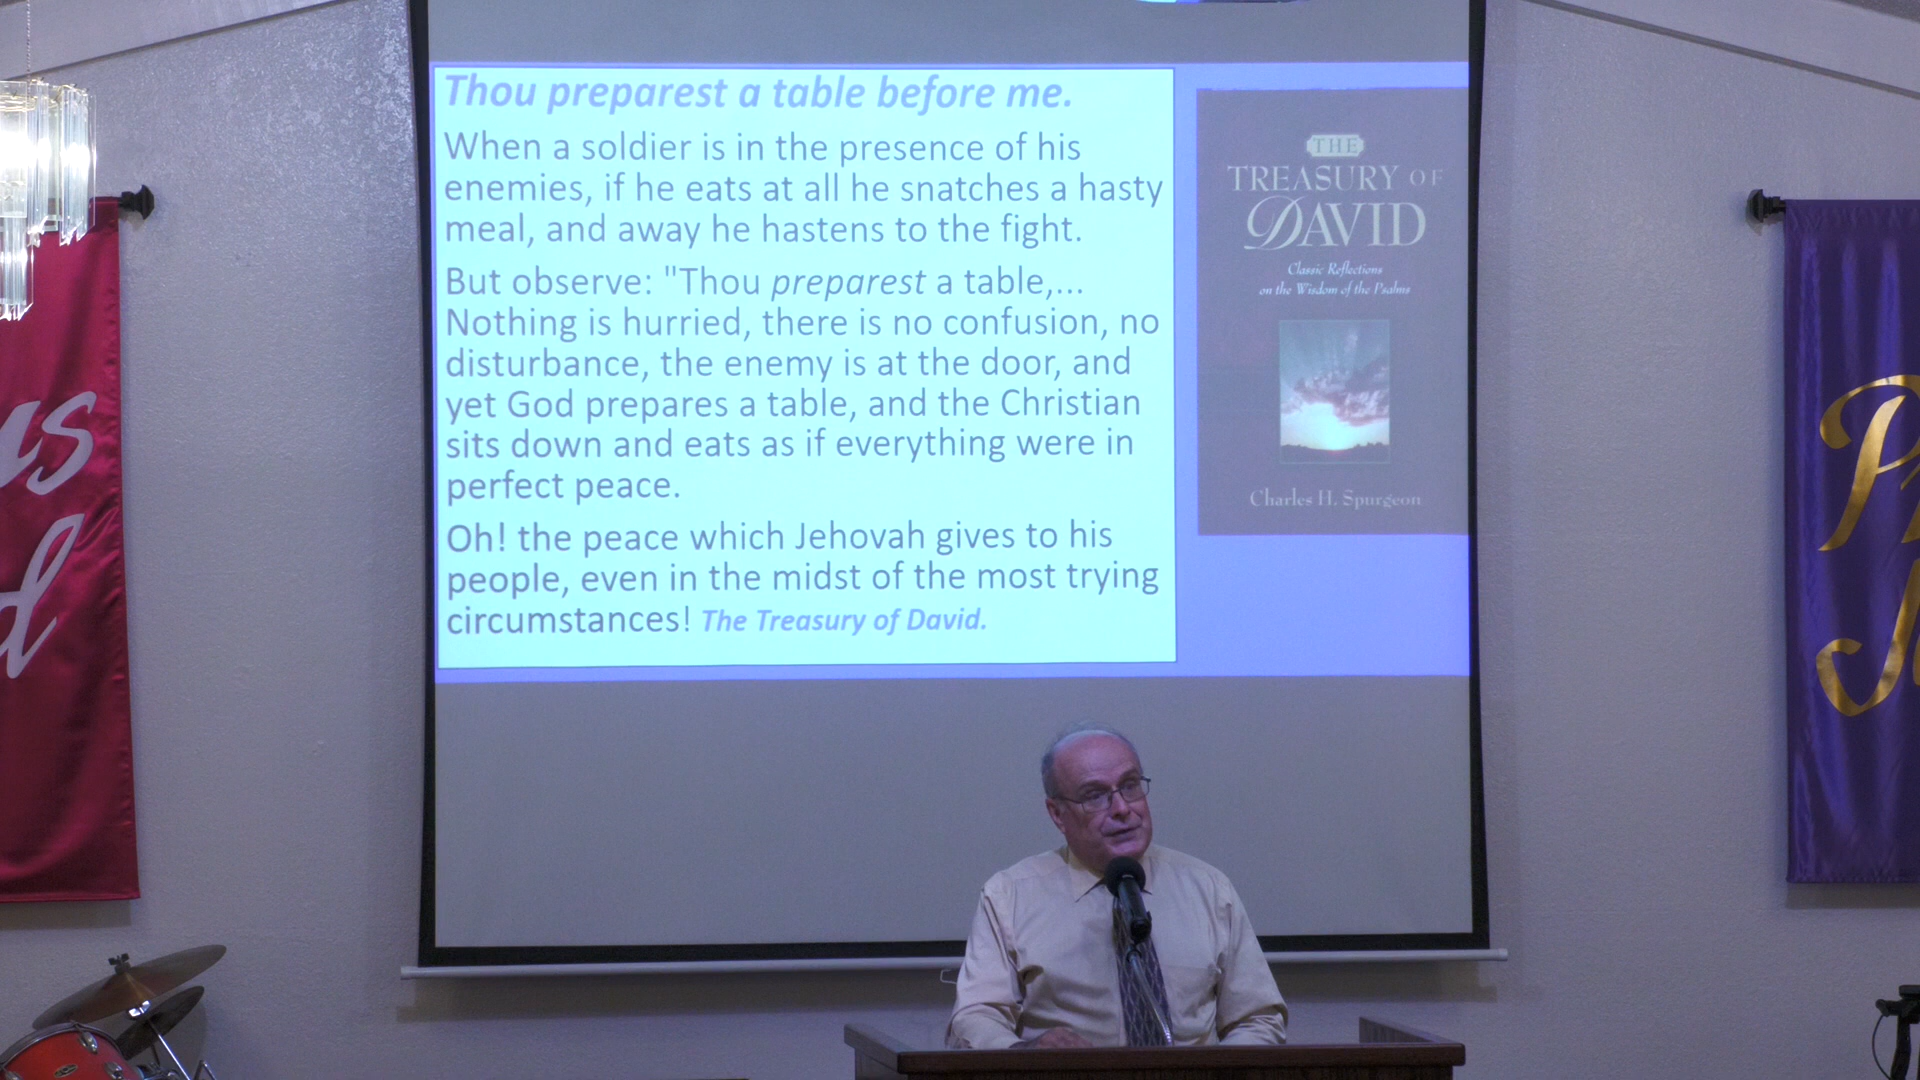 Thou preparest a table before me.
When a soldier is in the presence of his
enemies, if he eats at all he snatches a hasty
meal, and away he hastens to the fight.
But observe: "Thou preparest a table,...
Nothing is hurried, there is no confusion, no
disturbance, the enemy is at the door, and
yet God prepares a table, and the Christian
sits down and eats as if everything were in
perfect peace.
Oh! the peace which Jehovah gives to his
people, even in the midst of the most trying
circumstances! The Treasury of David.
THE
TREASURY OF
DAVID
Classic Reflections
on the Wisdom of the Psalms
Charles H. Spurgeon